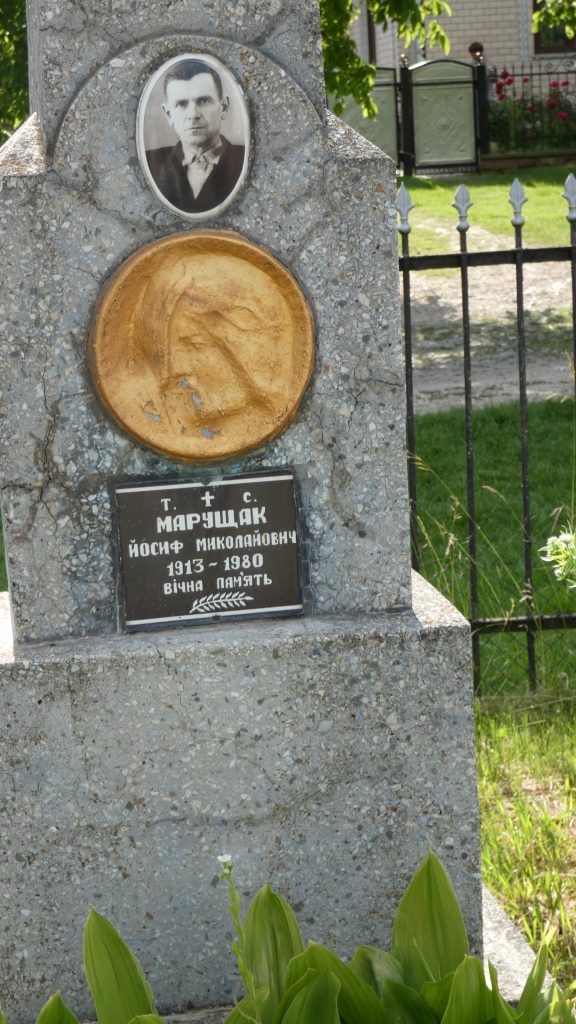 Т. ✝ С.
МАРУЩАК
ЙОСИФ МИКОЛАЙОВИЧ
1913 ~ 1980
ВІЧНА ПАМ'ЯТЬ